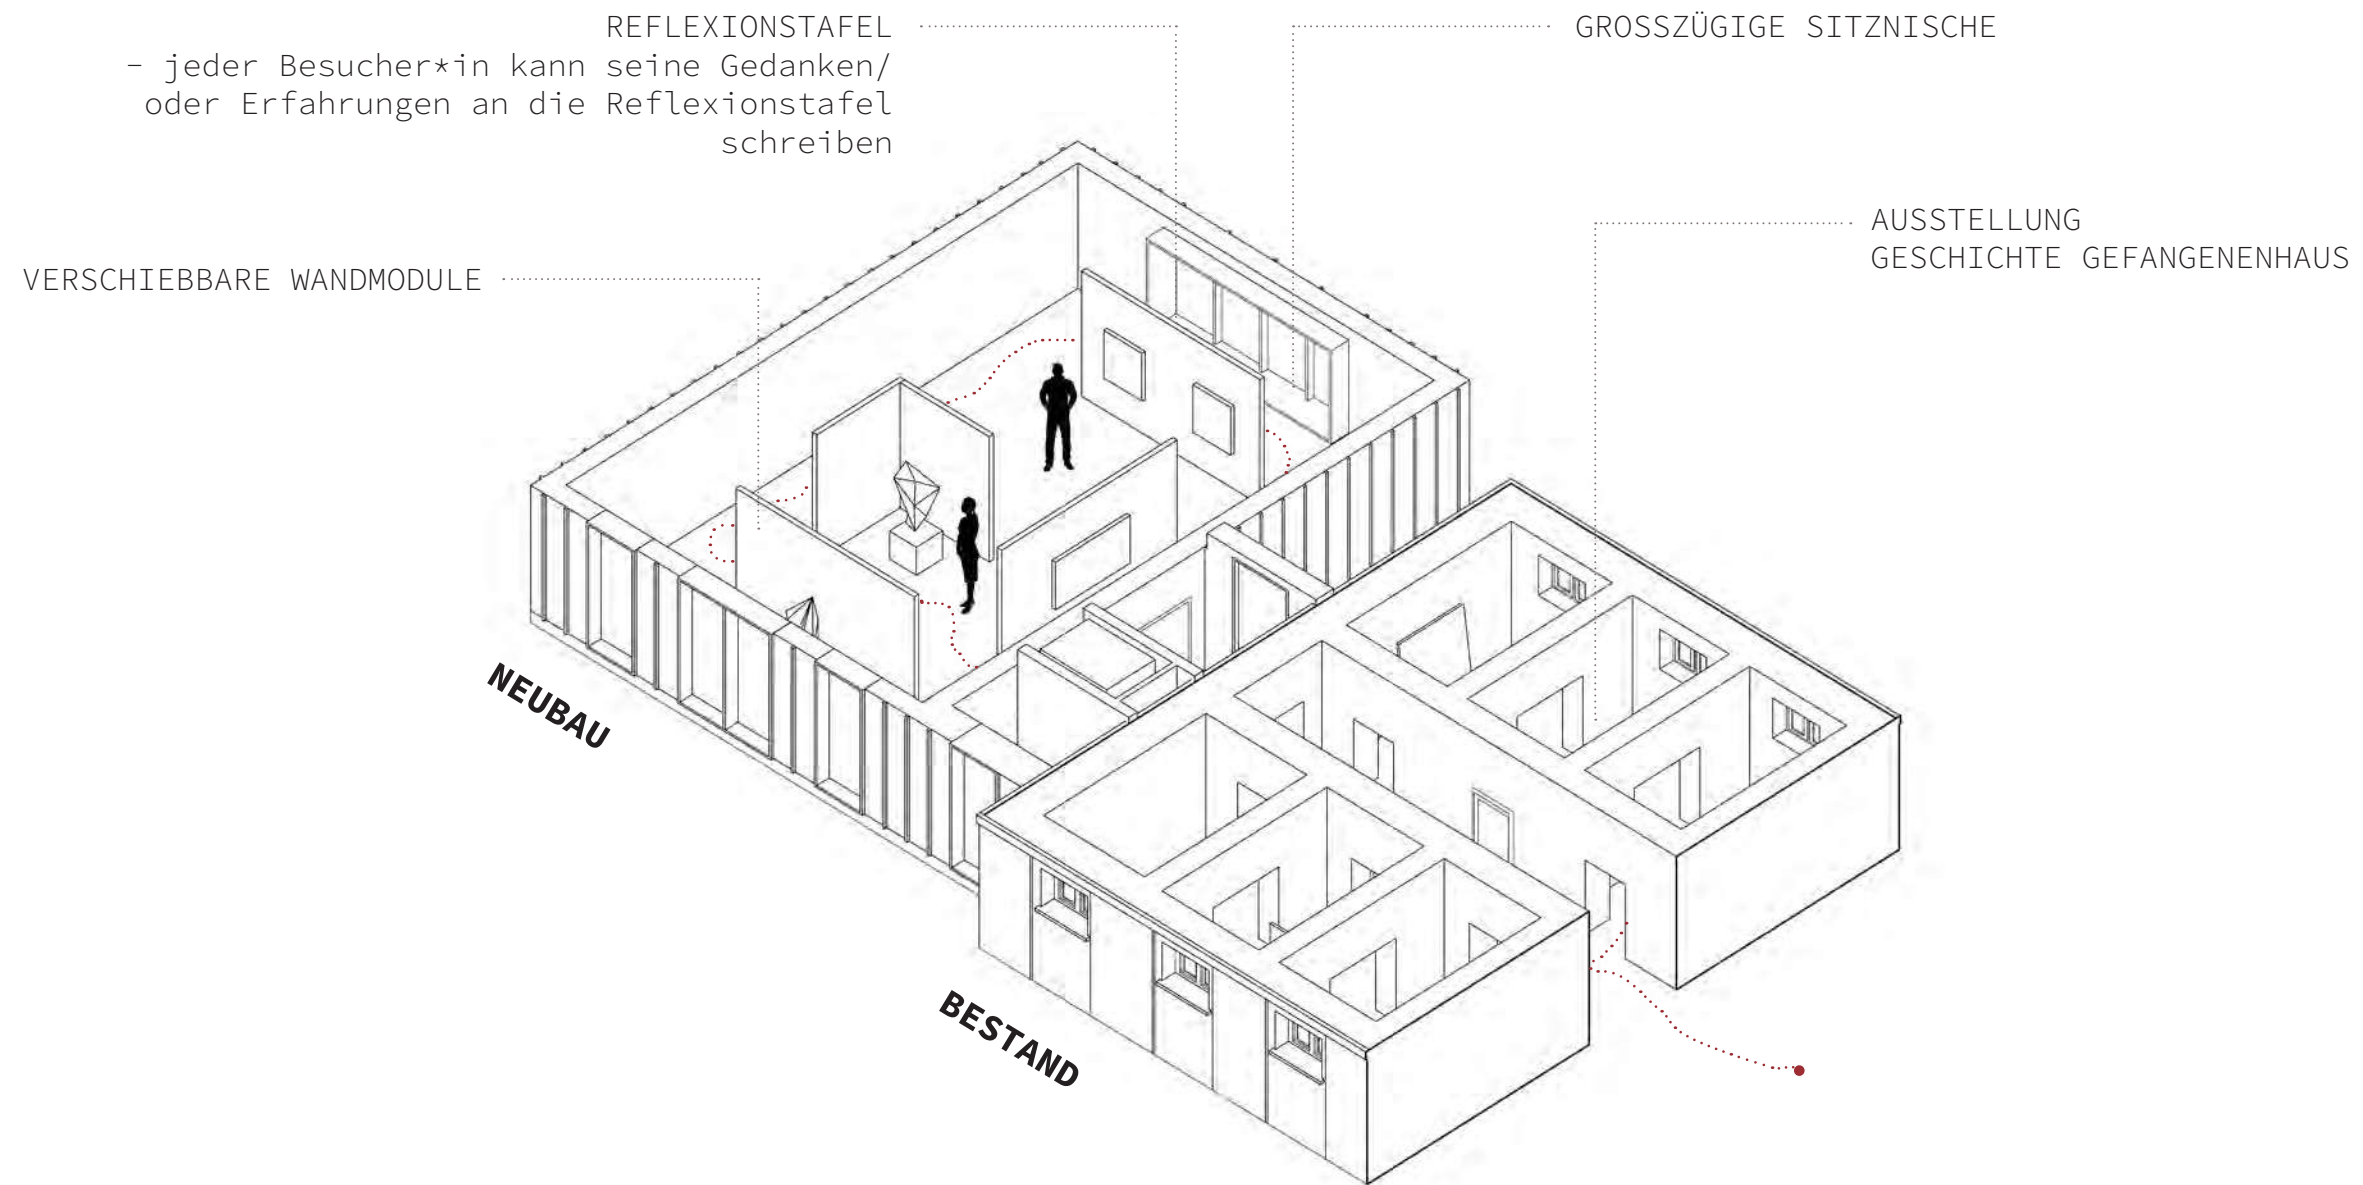 REFLEXIONSTAFEL
– jeder Besucher*in kann seine Gedanken/
oder Erfahrungen an die Reflexionstafel
schreiben
GROSSZÜGIGE SITZNISCHE
AUSSTELLUNG
GESCHICHTE GEFANGENENHAUS
VERSCHIEBBARE WANDMODULE
NEUBAU
BESTAND